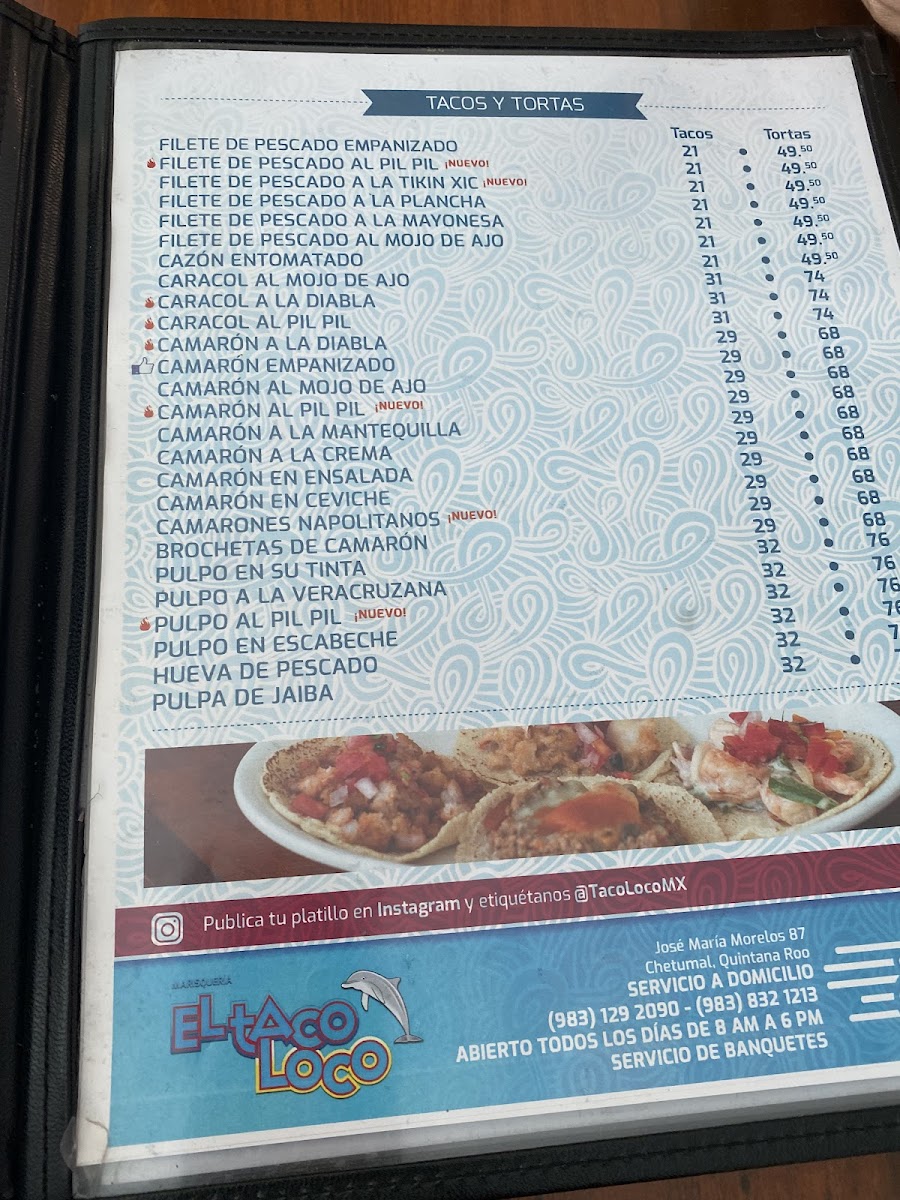 TACOS Y TORTAS
Tacos Tortas
FILETE DE PESCADO EMPANIZADO 21 • 49.50
FILETE DE PESCADO AL PIL PIL ¡NUEVO! 21 • 49.50
FILETE DE PESCADO A LA TIKIN XIC ¡NUEVO! 21 • 49.50
FILETE DE PESCADO A LA PLANCHA 21 • 49.50
FILETE DE PESCADO A LA MAYONESA 21 • 49.50
FILETE DE PESCADO AL MOJO DE AJO 21 • 49.50
CAZÓN ENTOMATADO 21 • 49.50
CARACOL AL MOJO DE AJO 31 • 74
CARACOL A LA DIABLA 31 • 74
CARACOL AL PIL PIL 31 • 74
CAMARÓN A LA DIABLA 29 • 68
CAMARÓN EMPANIZADO 29 • 68
CAMARÓN AL MOJO DE AJO 29 • 68
CAMARÓN AL PIL PIL ¡NUEVO! 29 • 68
CAMARÓN A LA MANTEQUILLA 29 • 68
CAMARÓN A LA CREMA 29 • 68
CAMARÓN EN ENSALADA 29 • 68
CAMARÓN EN CEVICHE 29 • 68
CAMARONES NAPOLITANOS ¡NUEVO! 29 • 68
BROCHETAS DE CAMARÓN 29 • 68
PULPO EN SU TINTA 32 • 76
PULPO A LA VERACRUZANA 32 • 76
PULPO AL PIL PIL ¡NUEVO! 32 • 76
PULPO EN ESCABECHE 32 • 76
HUEVA DE PESCADO 32 •
PULPA DE JAIBA 32 •
Publica tu platillo en Instagram y etiquétanos @TacoLocoMX
MARISQUERÍA
EL TACO
LOCO
José María Morelos 87
Chetumal, Quintana Roo
SERVICIO A DOMICILIO
(983) 129 2090 - (983) 832 1213
ABIERTO TODOS LOS DÍAS DE 8 AM A 6 PM
SERVICIO DE BANQUETES